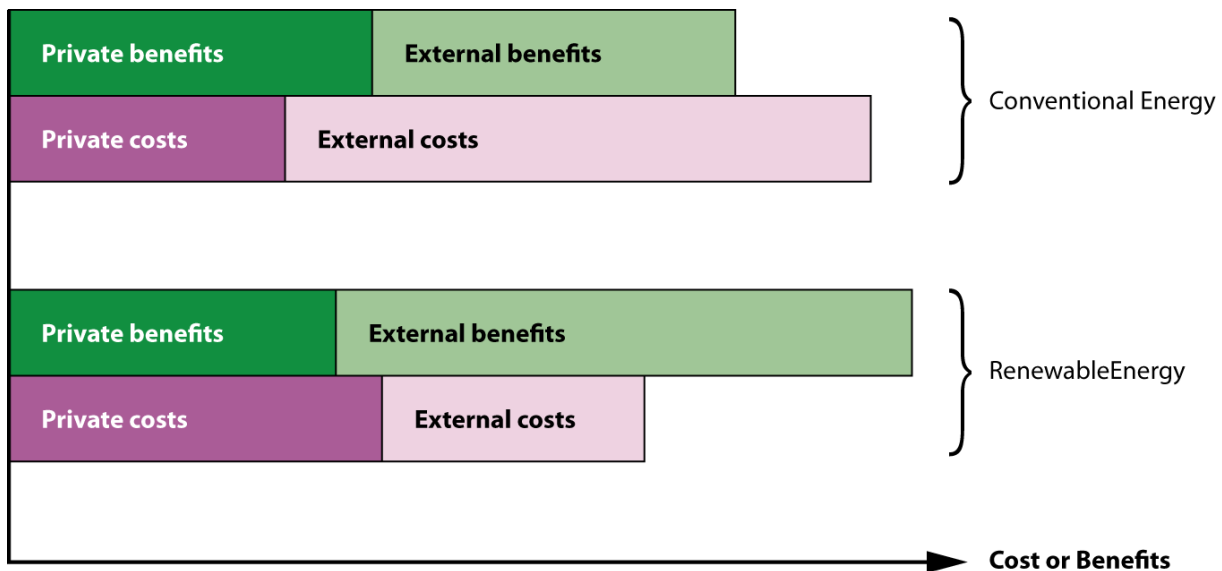 Private benefits
External benefits
Private costs
External costs
Conventional Energy
Private benefits
External benefits
Private costs
External costs
RenewableEnergy
Cost or Benefits